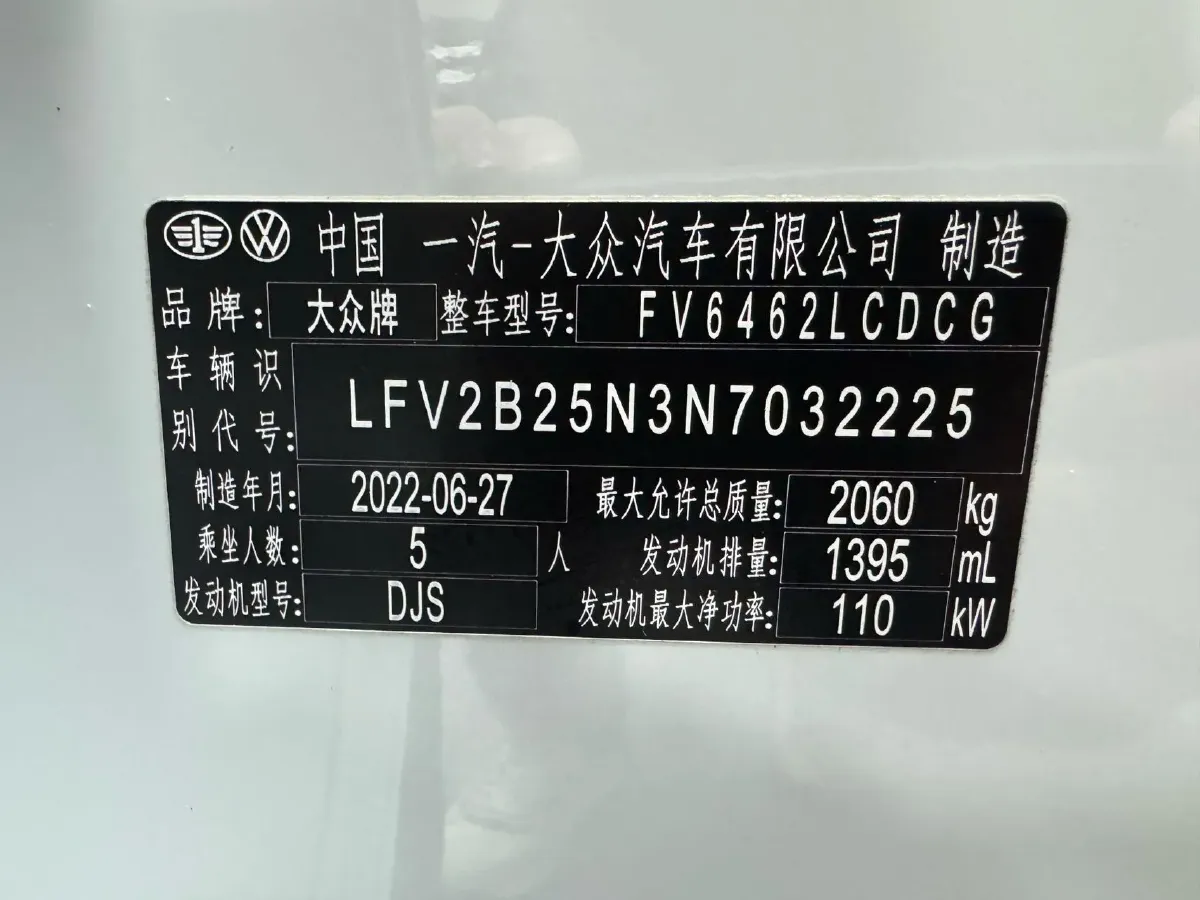 中国 一汽-大众汽车有限公司 制造
品牌: 大众牌 整车型号: FV6462LCDCG
车辆识
别代号: LFV2B25N3N7032225
制造年月: 2022-06-27 最大允许总质量: 2060 kg
乘坐人数: 5 人 发动机排量: 1395 mL
发动机型号: DJS 发动机最大净功率: 110 kW